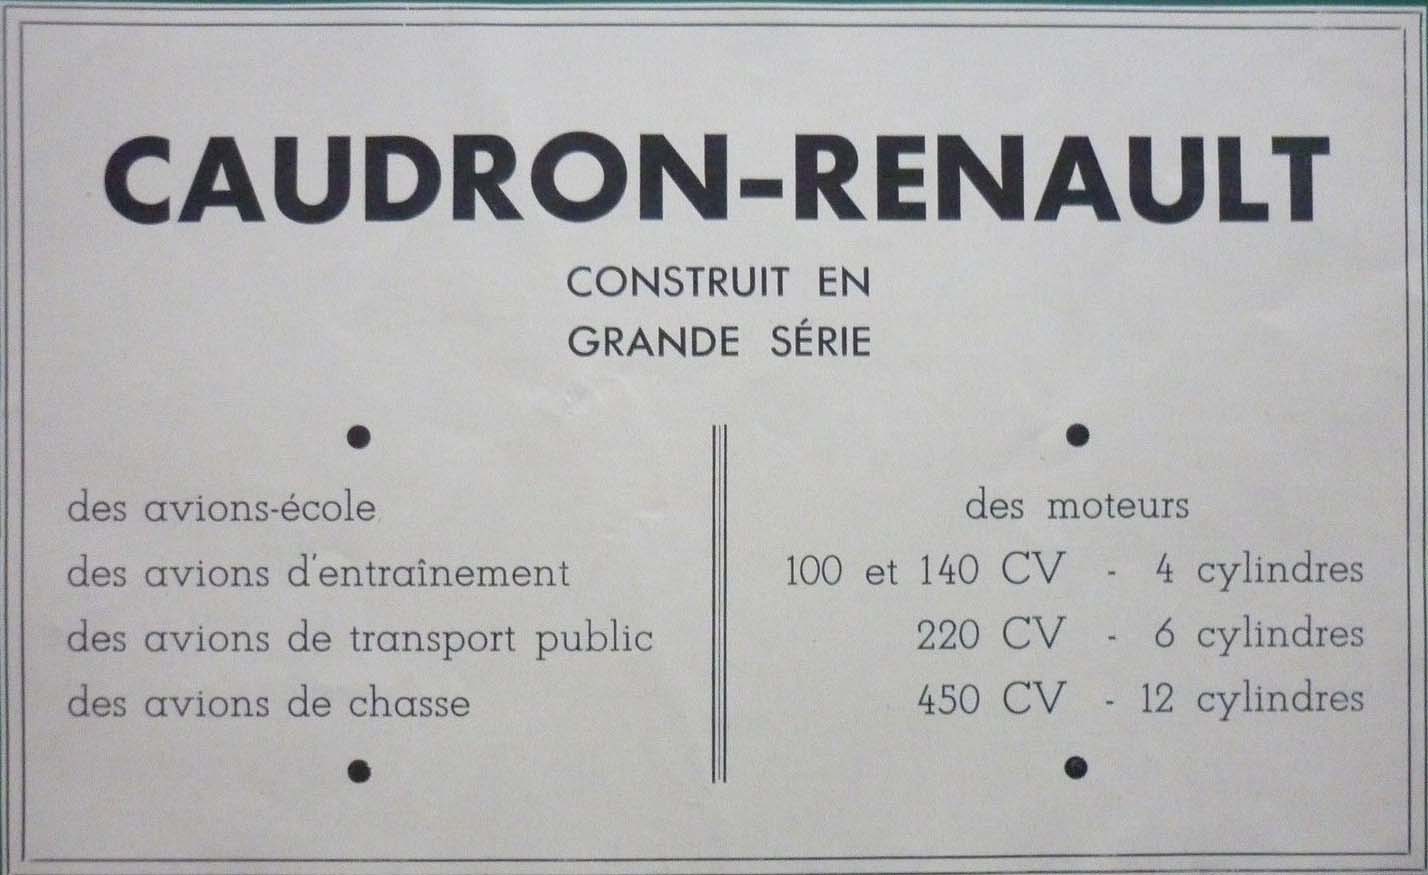 CAUDRON-RENAULT
CONSTRUIT EN
GRANDE SÉRIE
des avions-école
des avions d'entraînement
des avions de transport public
des avions de chasse
des moteurs
100 et 140 CV - 4 cylindres
220 CV - 6 cylindres
450 CV - 12 cylindres